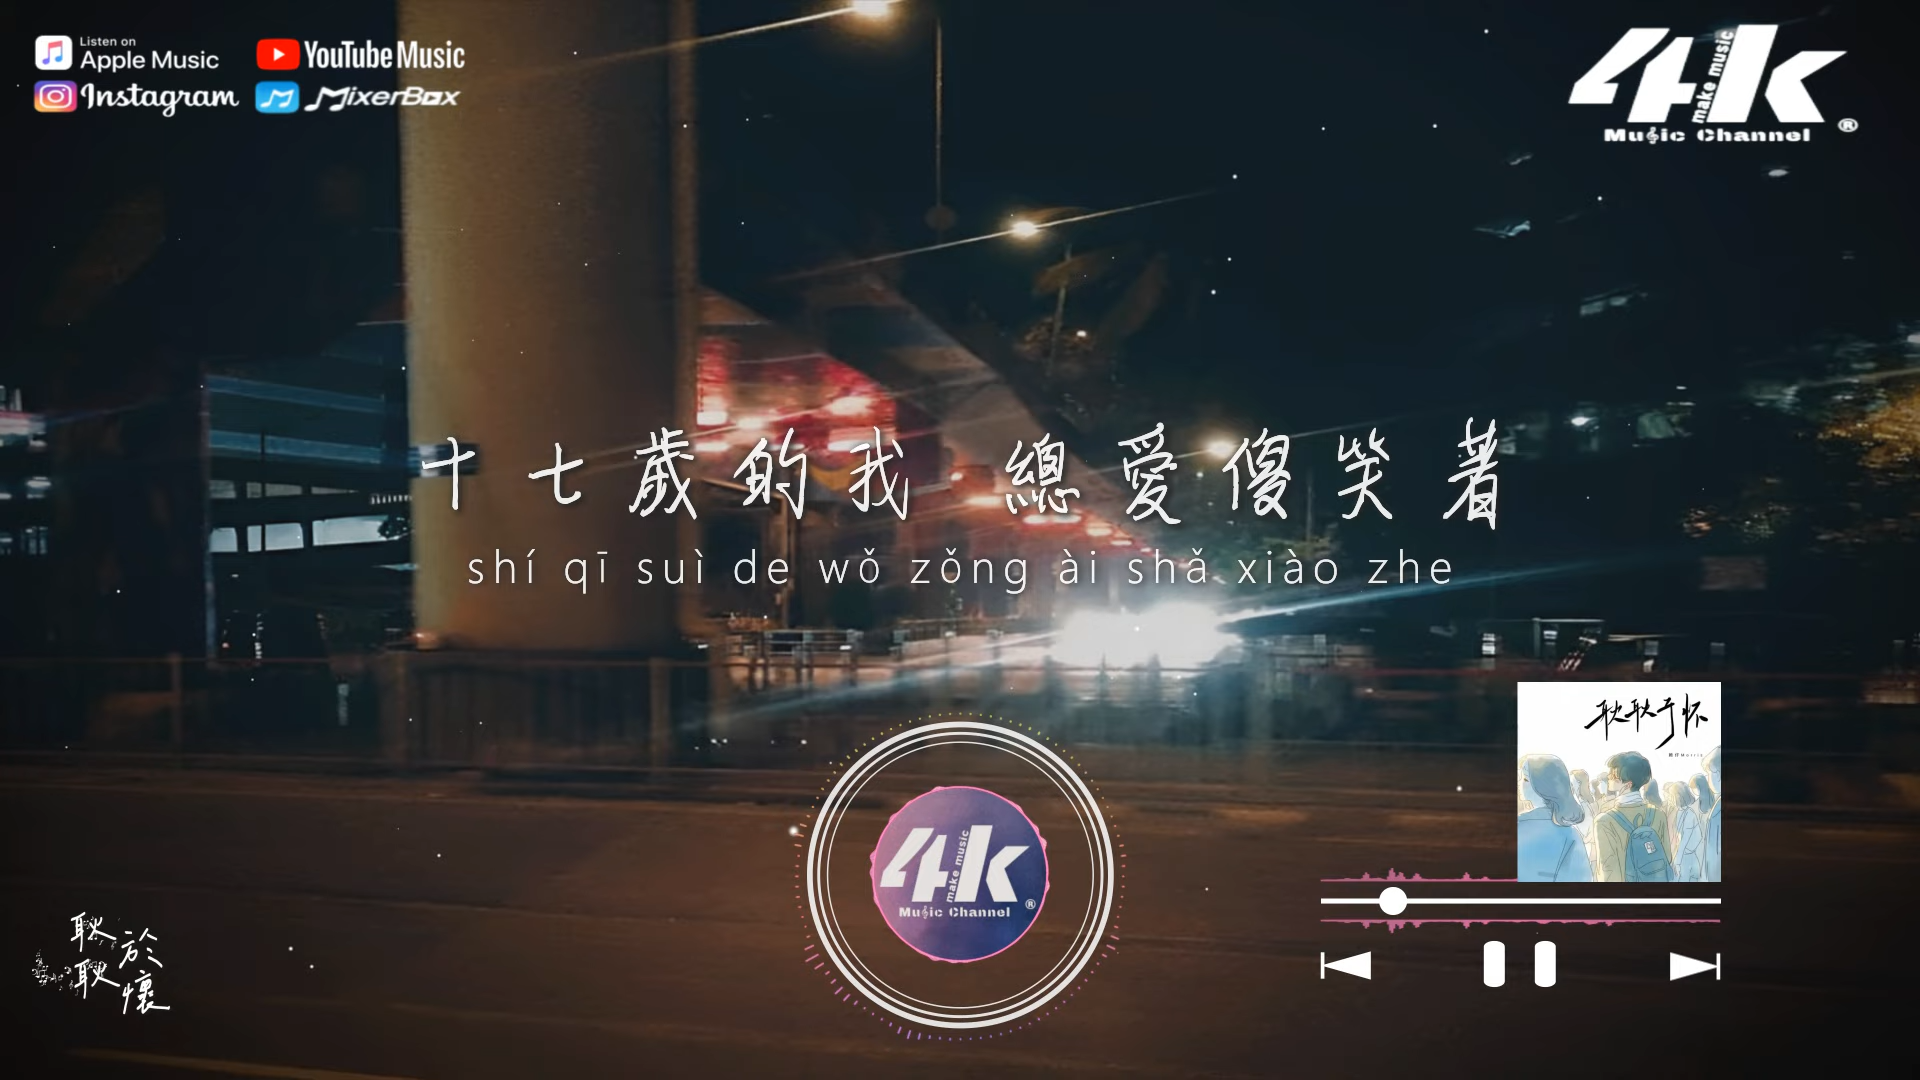 Listen on
Apple Music
YouTube Music
Instagram
MixerBox
4k
make music
Music Channel
®
十七歲的我 總愛傻笑著
shí qī suì de wǒ zǒng ài shǎ xiào zhe
耿耿于怀
4k
make music
Music Channel
®
耿耿
於懷